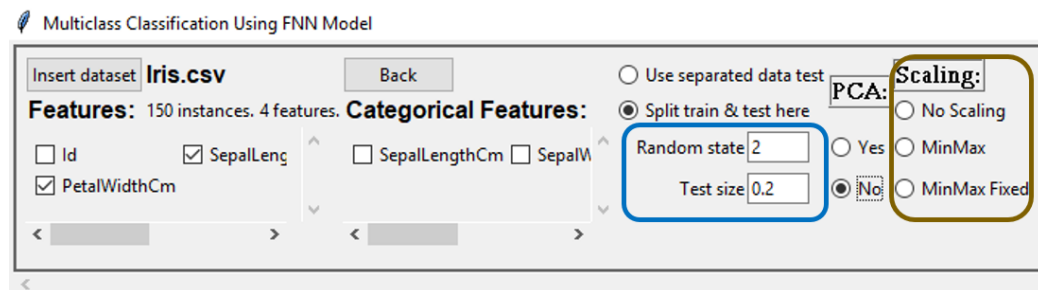 Multiclass Classification Using FNN Model
Insert dataset Iris.csv Back Use separated data test PCA: Scaling:
Features: 150 instances. 4 features. Categorical Features: Split train & test here No Scaling
Id SepalLeng SepalLengthCm SepalW Random state 2 Yes MinMax
PetalWidthCm Test size 0.2 No MinMax Fixed